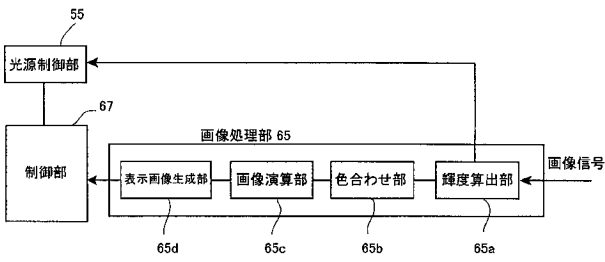 55
光源制御部
67
制御部
画像処理部 65
表示画像生成部
画像演算部
色合わせ部
輝度算出部
画像信号
65d
65c
65b
65a